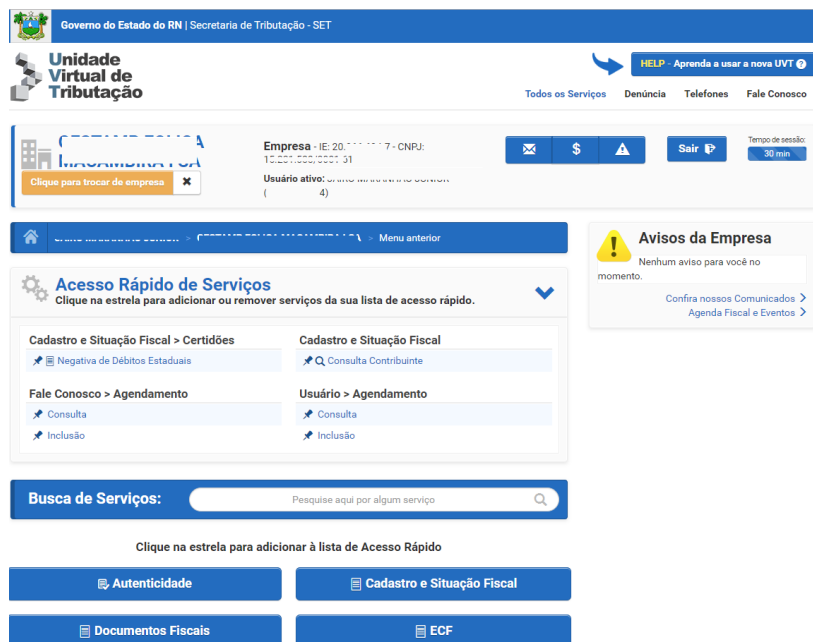 Governo do Estado do RN | Secretaria de Tributação - SET
Unidade
Virtual de
Tributação
HELP - Aprenda a usar a nova UVT
Todos os Serviços Denúncia Telefones Fale Conosco
Empresa - IE: 20. 7 - CNPJ:
Usuário ativo:
( 4)
Clique para trocar de empresa
Sair
Tempo de sessão:
30 min
> > Menu anterior
Acesso Rápido de Serviços
Clique na estrela para adicionar ou remover serviços da sua lista de acesso rápido.
Cadastro e Situação Fiscal > Certidões
Negativa de Débitos Estaduais
Cadastro e Situação Fiscal
Consulta Contribuinte
Fale Conosco > Agendamento
Consulta
Inclusão
Usuário > Agendamento
Consulta
Inclusão
Avisos da Empresa
Nenhum aviso para você no
momento.
Confira nossos Comunicados
Agenda Fiscal e Eventos
Busca de Serviços:
Pesquise aqui por algum serviço
Clique na estrela para adicionar à lista de Acesso Rápido
Autenticidade
Cadastro e Situação Fiscal
Documentos Fiscais
ECF